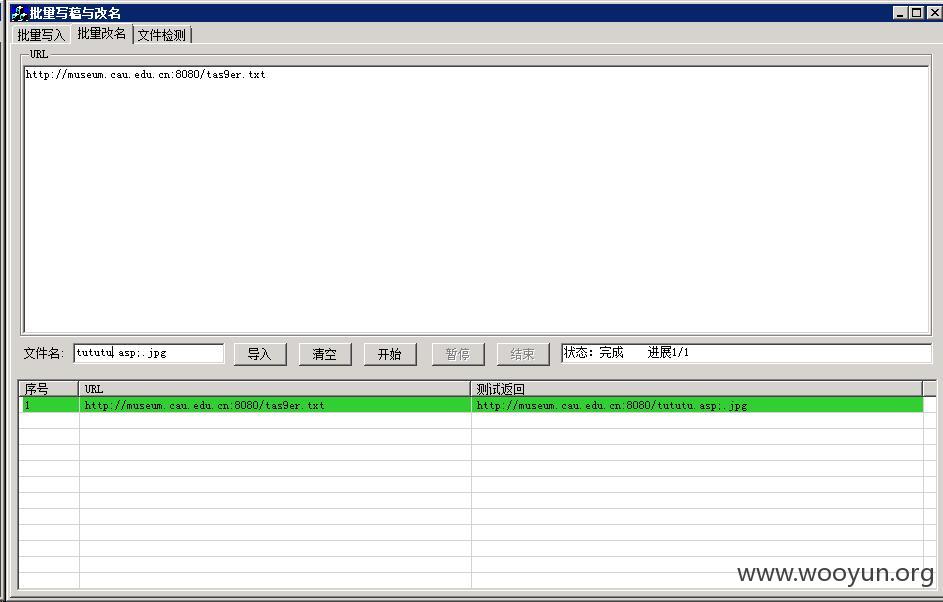 批量写稿与改名
批量写入 批量改名 文件检测
URL
http://museum.cau.edu.cn:8080/tas9er.txt
文件名: tututu.asp;.jpg 导入 清空 开始 暂停 结束 状态: 完成 进展1/1
序号 URL 测试返回
1 http://museum.cau.edu.cn:8080/tas9er.txt http://museum.cau.edu.cn:8080/tututu.asp;.jpg
www.wooyun.org